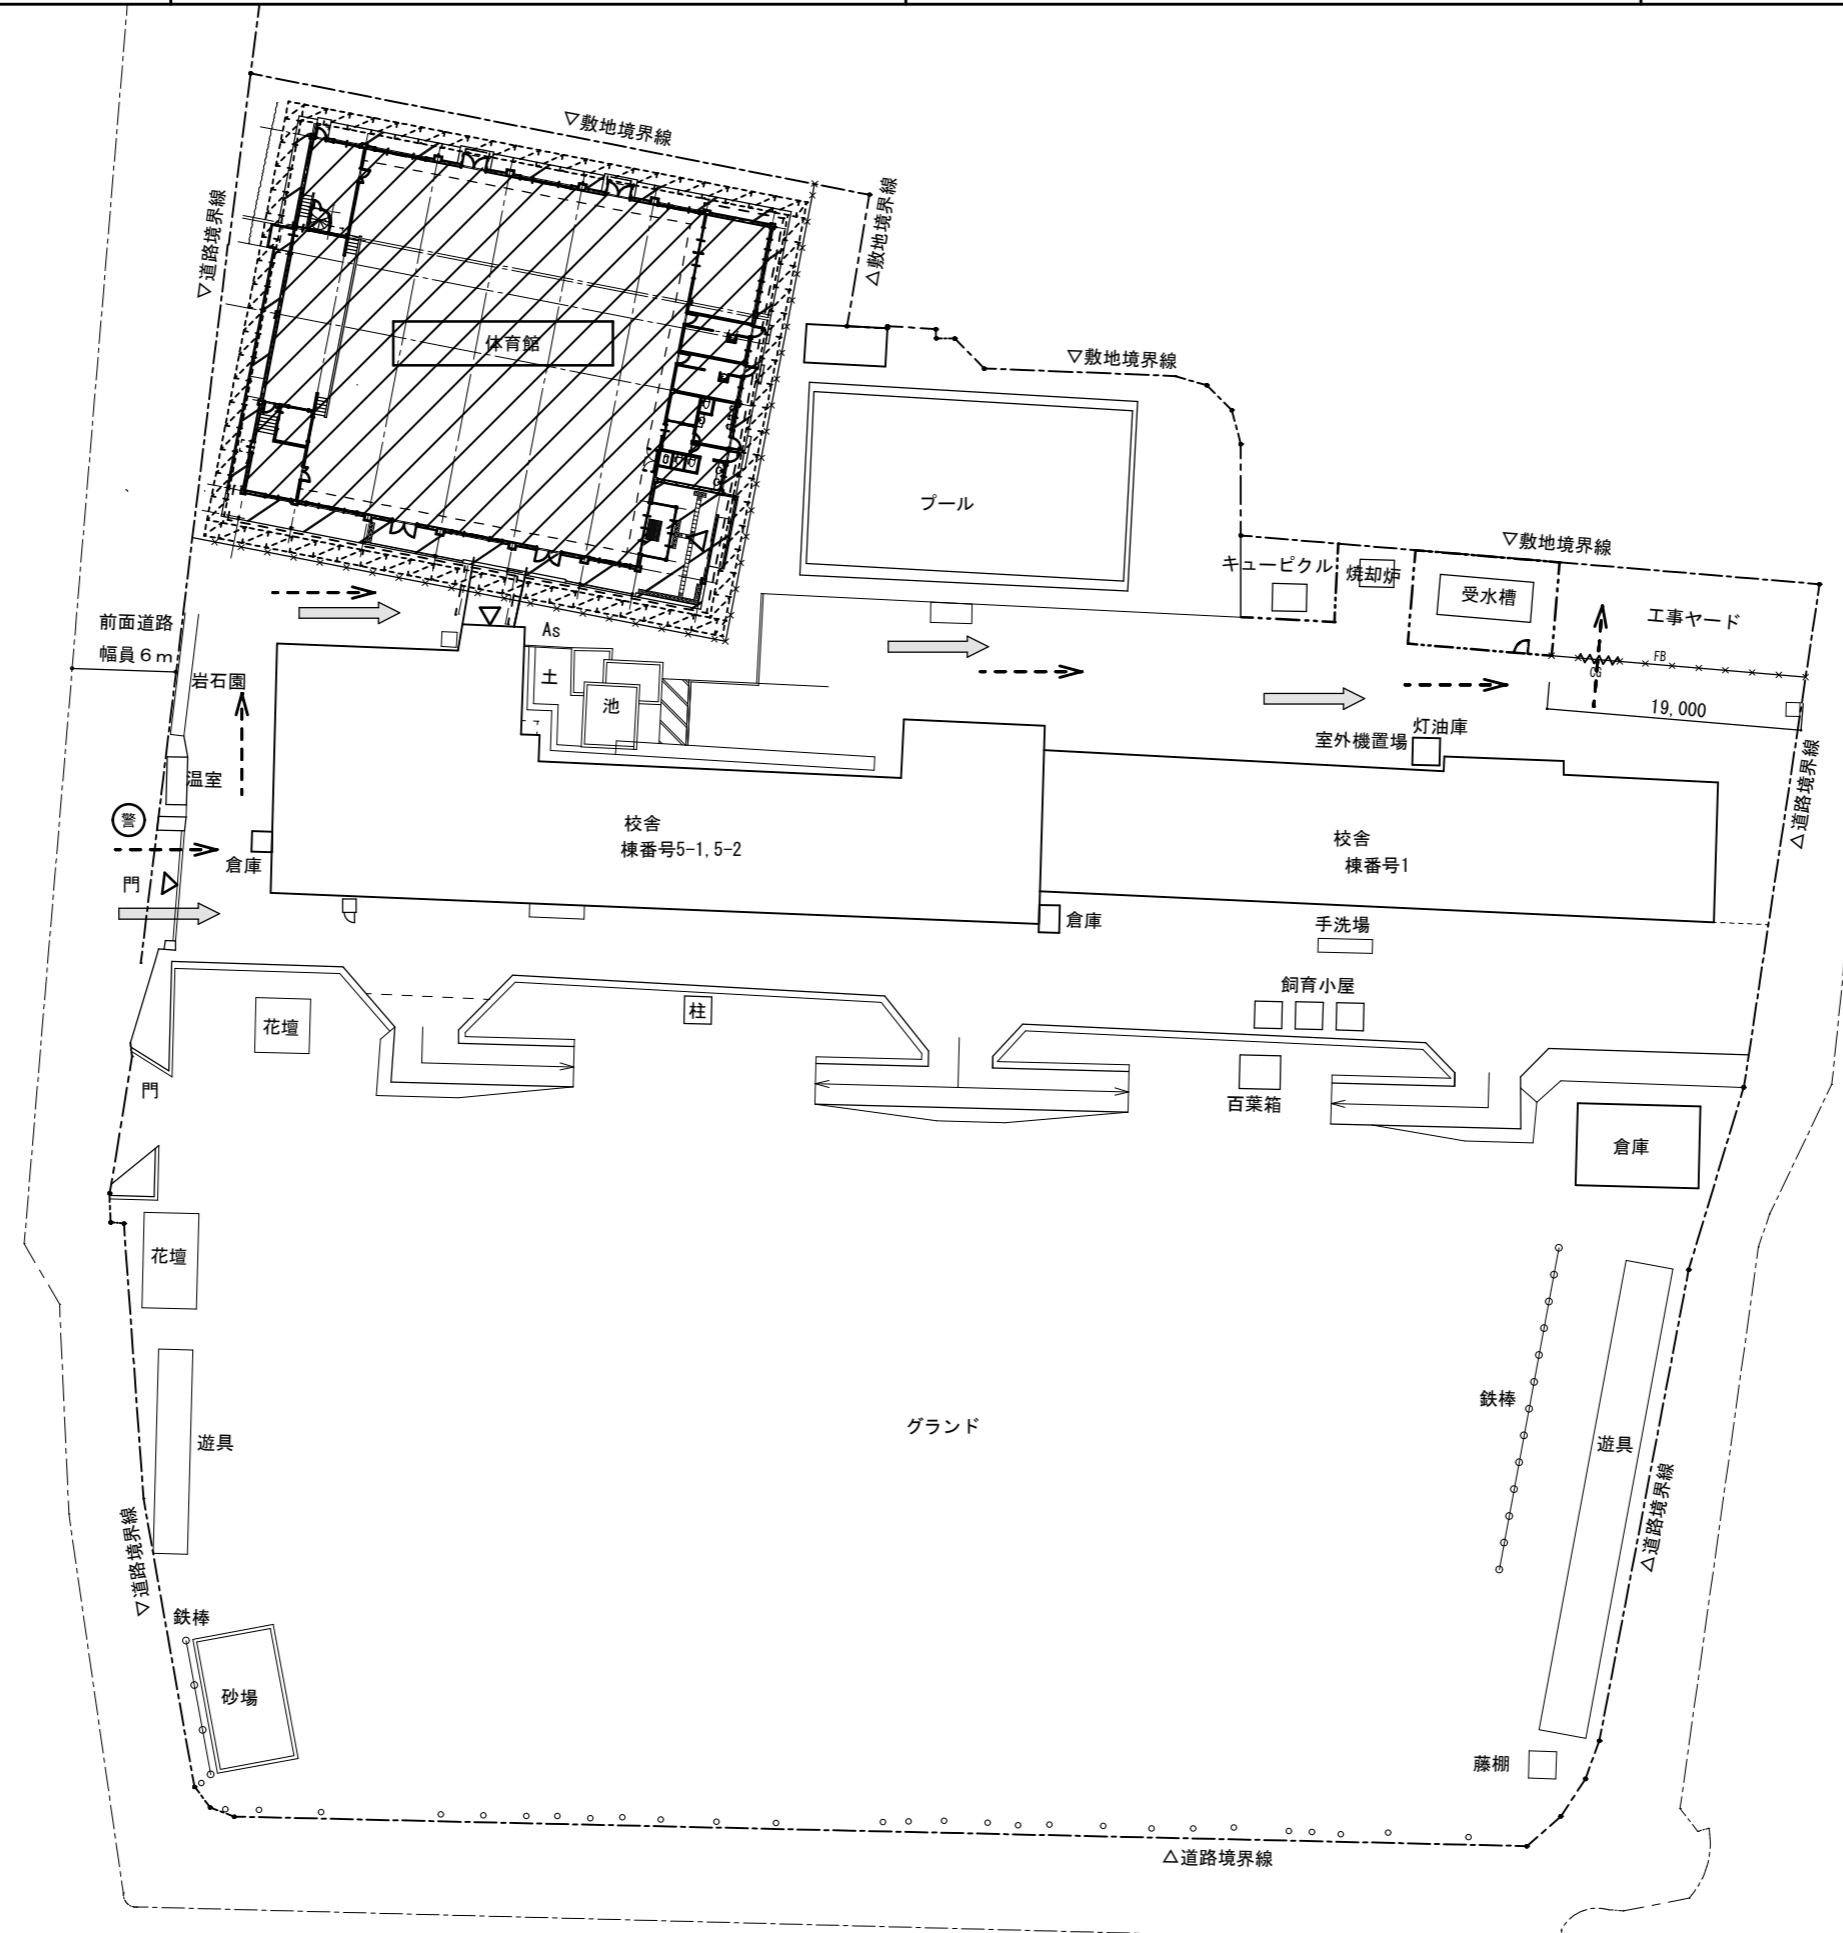 ▽敷地境界線
▽道路境界線
△敷地境界線
体育館
▽敷地境界線
プール
▽敷地境界線
キュービクル
焼却炉
受水槽
工事ヤード
前面道路
幅員6m
As
FB
CG
岩石園
土
池
19,000
灯油庫
室外機置場
温室
△道路境界線
警
校舎
棟番号5-1,5-2
校舎
棟番号1
倉庫
門
倉庫
手洗場
飼育小屋
柱
花壇
門
百葉箱
倉庫
花壇
鉄棒
グランド
遊具
遊具
▽道路境界線
△道路境界線
鉄棒
砂場
藤棚
△道路境界線